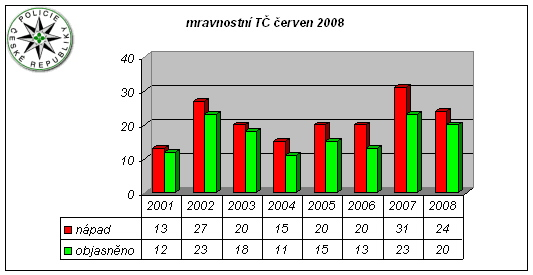 POLICIE
ČESKÉ REPUBLIKY
mravnostní TČ červen 2008
40
30
20
10
0
2001 2002 2003 2004 2005 2006 2007 2008
nápad 13 27 20 15 20 20 31 24
objasněno 12 23 18 11 15 13 23 20